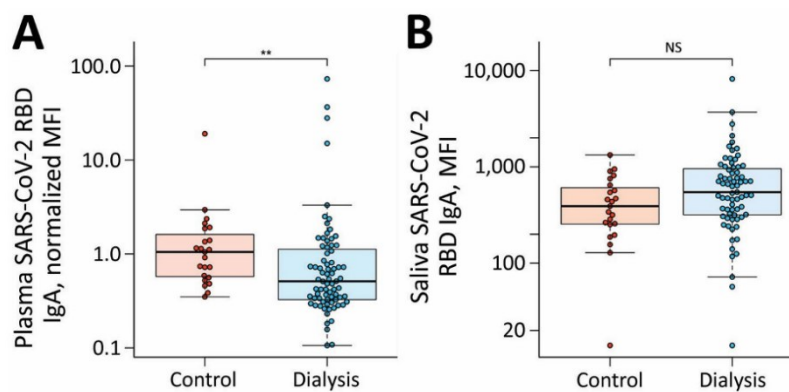 A
Plasma SARS-CoV-2 RBD
IgA, normalized MFI
100.0
10.0
1.0
0.1
**
Control
Dialysis
B
Saliva SARS-CoV-2
RBD IgA, MFI
10,000
1,000
100
20
NS
Control
Dialysis